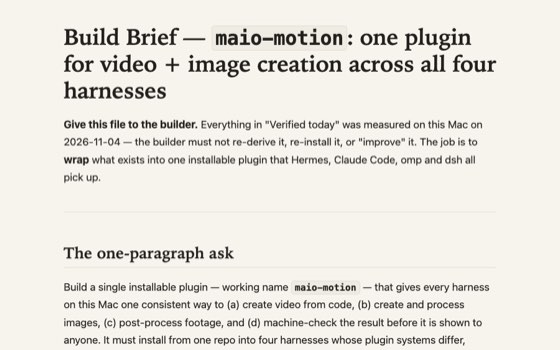 Build Brief — maio-motion: one plugin
for video + image creation across all four
harnesses
Give this file to the builder. Everything in "Verified today" was measured on this Mac on
2026-11-04 — the builder must not re-derive it, re-install it, or "improve" it. The job is to
wrap what exists into one installable plugin that Hermes, Claude Code, omp and dsh all
pick up.
The one-paragraph ask
Build a single installable plugin — working name maio-motion — that gives every harness
on this Mac one consistent way to (a) create video from code, (b) create and process
images, (c) post-process footage, and (d) machine-check the result before it is shown to
anyone. It must install from one repo into four harnesses whose plugin systems differ,